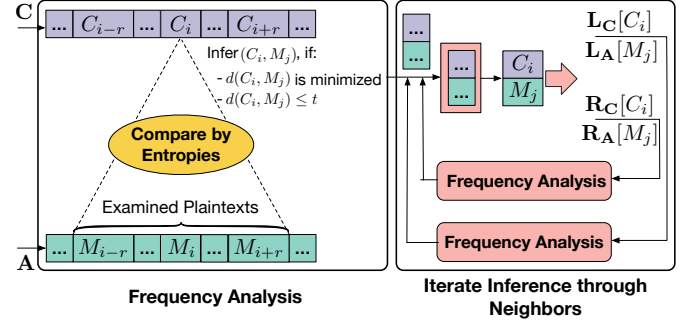 C
... C_{i-r} ... C_i ... C_{i+r} ...
Infer (C_i, M_j), if:
- d(C_i, M_j) is minimized
- d(C_i, M_j) ≤ t
Compare by
Entropies
Examined Plaintexts
... M_{i-r} ... M_i ... M_{i+r} ...
A
Frequency Analysis
...
...
...
...
C_i
M_j
L_C[C_i]
L_A[M_j]
R_C[C_i]
R_A[M_j]
Frequency Analysis
Frequency Analysis
Iterate Inference through
Neighbors